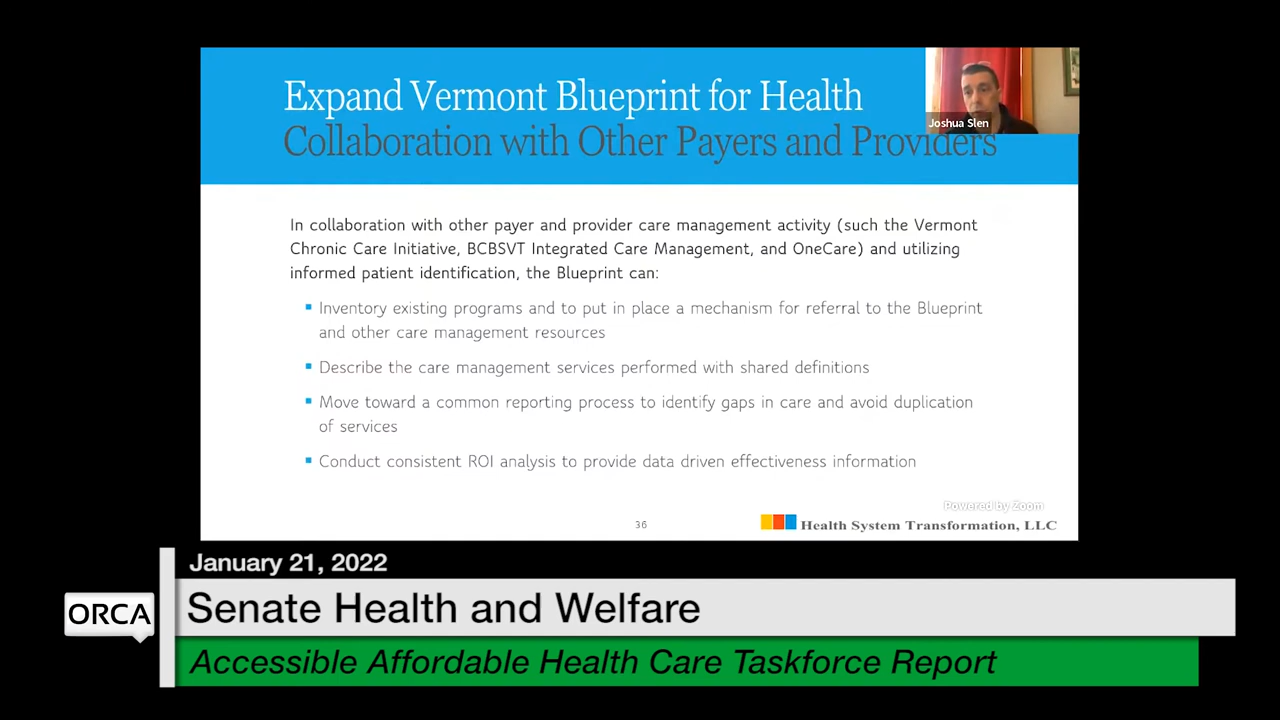 Expand Vermont Blueprint for Health
Collaboration with Other Payers and Providers
Joshua Slen
In collaboration with other payer and provider care management activity (such the Vermont
Chronic Care Initiative, BCBSVT Integrated Care Management, and OneCare) and utilizing
informed patient identification, the Blueprint can:
Inventory existing programs and to put in place a mechanism for referral to the Blueprint
and other care management resources
Describe the care management services performed with shared definitions
Move toward a common reporting process to identify gaps in care and avoid duplication
of services
Conduct consistent ROI analysis to provide data driven effectiveness information
Powered by Zoom
36
Health System Transformation, LLC
January 21, 2022
ORCA
Senate Health and Welfare
Accessible Affordable Health Care Taskforce Report